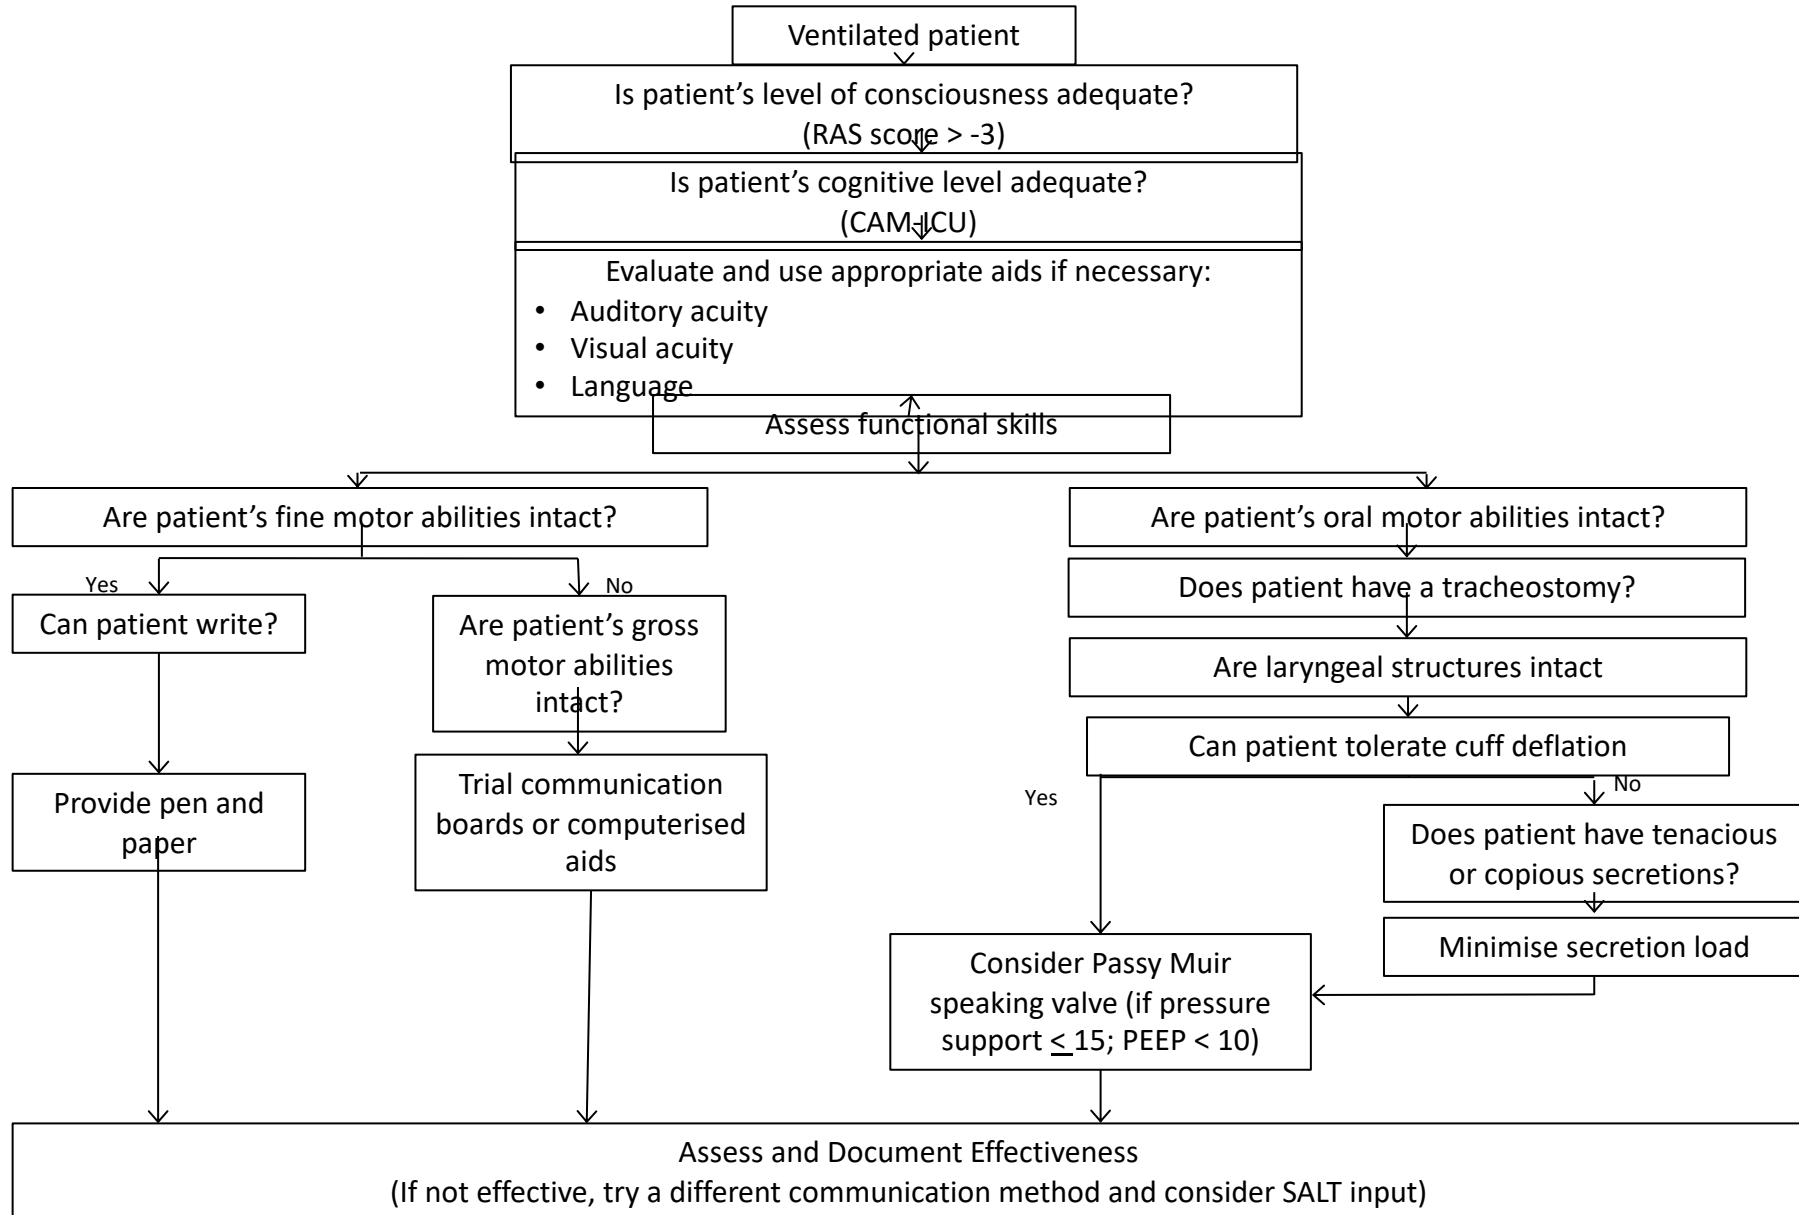 Ventilated patient
Is patient’s level of consciousness adequate?
(RAS score > -3)
Is patient’s cognitive level adequate?
(CAM-ICU)
Evaluate and use appropriate aids if necessary:
• Auditory acuity
• Visual acuity
• Language
Assess functional skills
Are patient’s fine motor abilities intact?
Yes
No
Can patient write?
Are patient’s gross
motor abilities
intact?
Provide pen and
paper
Trial communication
boards or computerised
aids
Are patient’s oral motor abilities intact?
Does patient have a tracheostomy?
Are laryngeal structures intact
Can patient tolerate cuff deflation
Yes
No
Does patient have tenacious
or copious secretions?
Minimise secretion load
Consider Passy Muir
speaking valve (if pressure
support < 15; PEEP < 10)
Assess and Document Effectiveness
(If not effective, try a different communication method and consider SALT input)